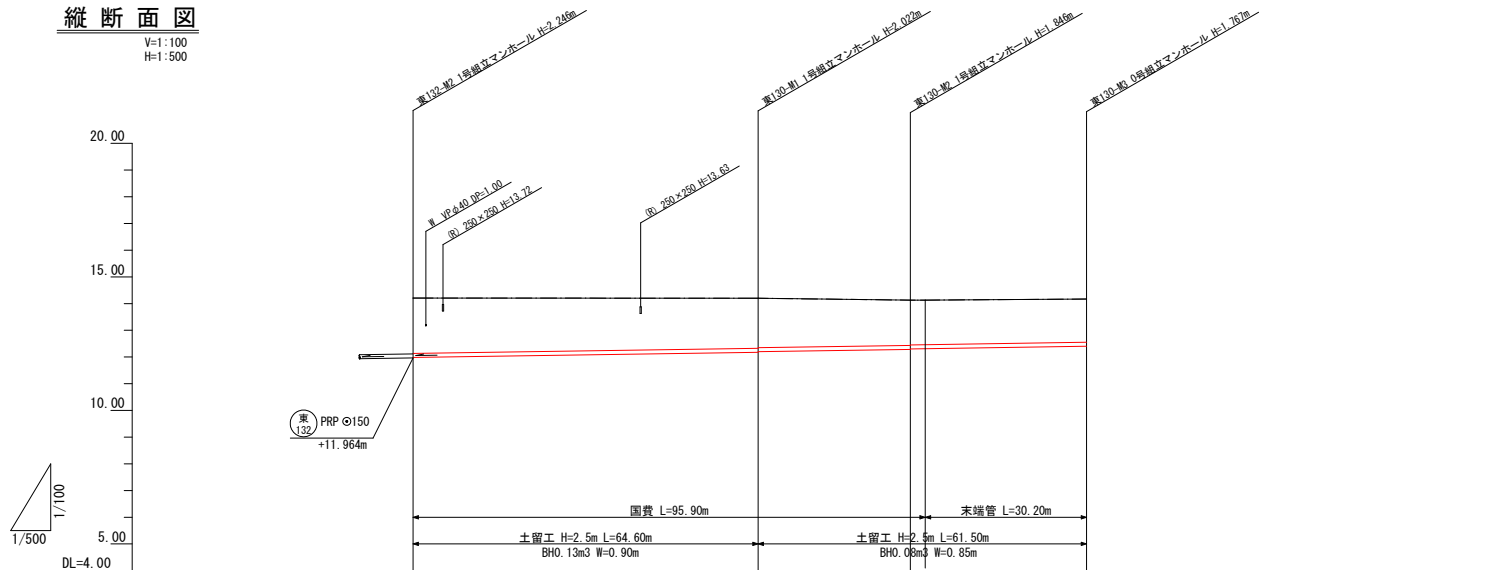 縦断面図
V=1:100
H=1:500
東132-M2 1号組立マンホール H=2.246m
東130-M1 1号組立マンホール H=2.022m
東130-M2 1号組立マンホール H=1.846m
東130-M3 0号組立マンホール H=1.767m
20.00
W VPφ40 DP=1.00
(R) 250×250 H=13.72
(R) 250×250 H=13.63
15.00
10.00
東
132
PRP ⊙150
+11.964m
1/100
1/500
国費 L=95.90m
末端管 L=30.20m
5.00
土留工 H=2.5m L=64.60m
土留工 H=2.5m L=61.50m
BH0.13m3 W=0.90m
BH0.08m3 W=0.85m
DL=4.00